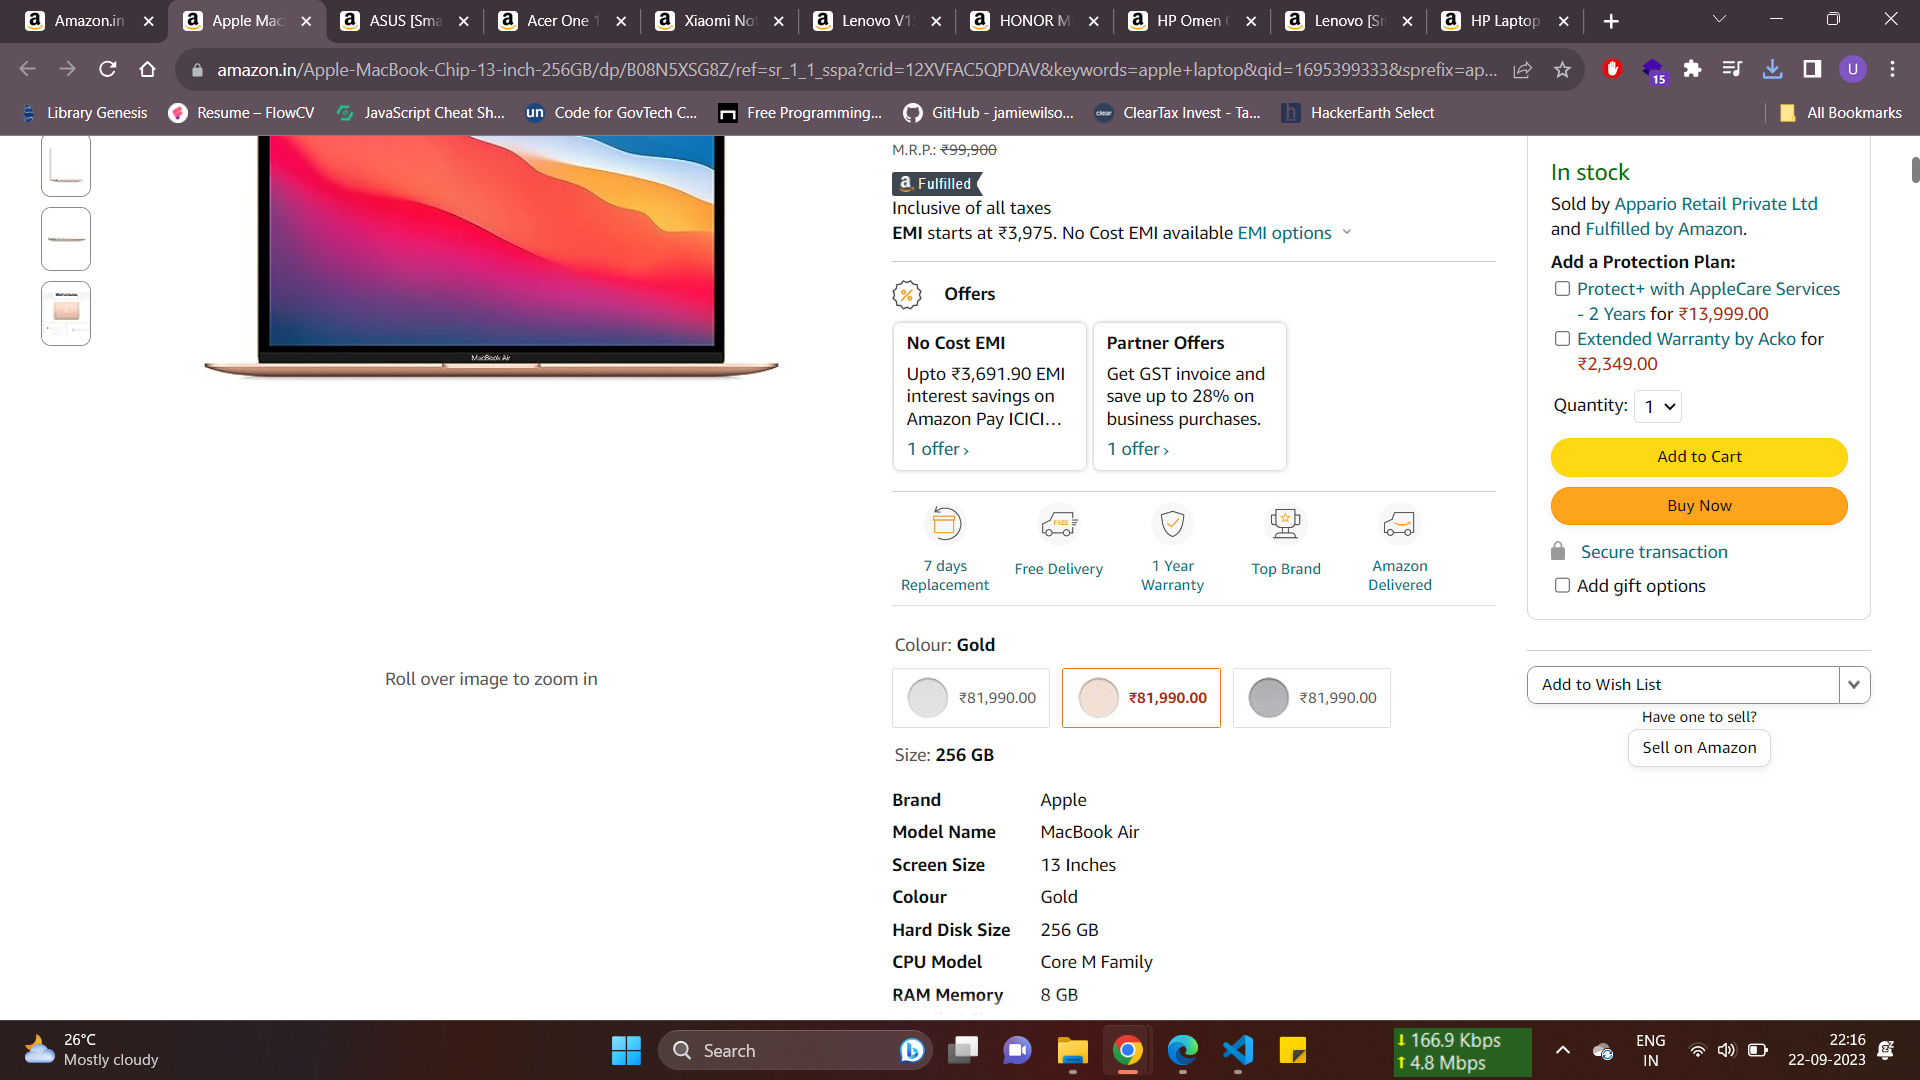 Amazon.in
Apple Mac
ASUS [Sma
Acer One 1
Xiaomi No
Lenovo V1
HONOR M
HP Omen
Lenovo [Sn
HP Laptop
amazon.in/Apple-MacBook-Chip-13-inch-256GB/dp/B08N5XSG8Z/ref=sr_1_1_sspa?crid=12XVFAC5QPDAV&keywords=apple+laptop&qid=1695399333&sprefix=ap...
15
U
Library Genesis
Resume – FlowCV
JavaScript Cheat Sh...
un Code for GovTech C...
Free Programming...
GitHub - jamiewilso...
clear ClearTax Invest - Ta...
h HackerEarth Select
All Bookmarks
MacBook Air
Roll over image to zoom in
M.R.P.: ₹99,900
a Fulfilled
Inclusive of all taxes
EMI starts at ₹3,975. No Cost EMI available EMI options
Offers
No Cost EMI
Upto ₹3,691.90 EMI
interest savings on
Amazon Pay ICICI...
1 offer ›
Partner Offers
Get GST invoice and
save up to 28% on
business purchases.
1 offer ›
7 days
Replacement
FREE
Free Delivery
1 Year
Warranty
Top Brand
Amazon
Delivered
Colour: Gold
₹81,990.00
₹81,990.00
₹81,990.00
Size: 256 GB
Brand Apple
Model Name MacBook Air
Screen Size 13 Inches
Colour Gold
Hard Disk Size 256 GB
CPU Model Core M Family
RAM Memory 8 GB
In stock
Sold by Appario Retail Private Ltd
and Fulfilled by Amazon.
Add a Protection Plan:
Protect+ with AppleCare Services
- 2 Years for ₹13,999.00
Extended Warranty by Acko for
₹2,349.00
Quantity: 1
Add to Cart
Buy Now
Secure transaction
Add gift options
Add to Wish List
Have one to sell?
Sell on Amazon
26°C
Mostly cloudy
Search
166.9 Kbps
4.8 Mbps
ENG
IN
22:16
22-09-2023